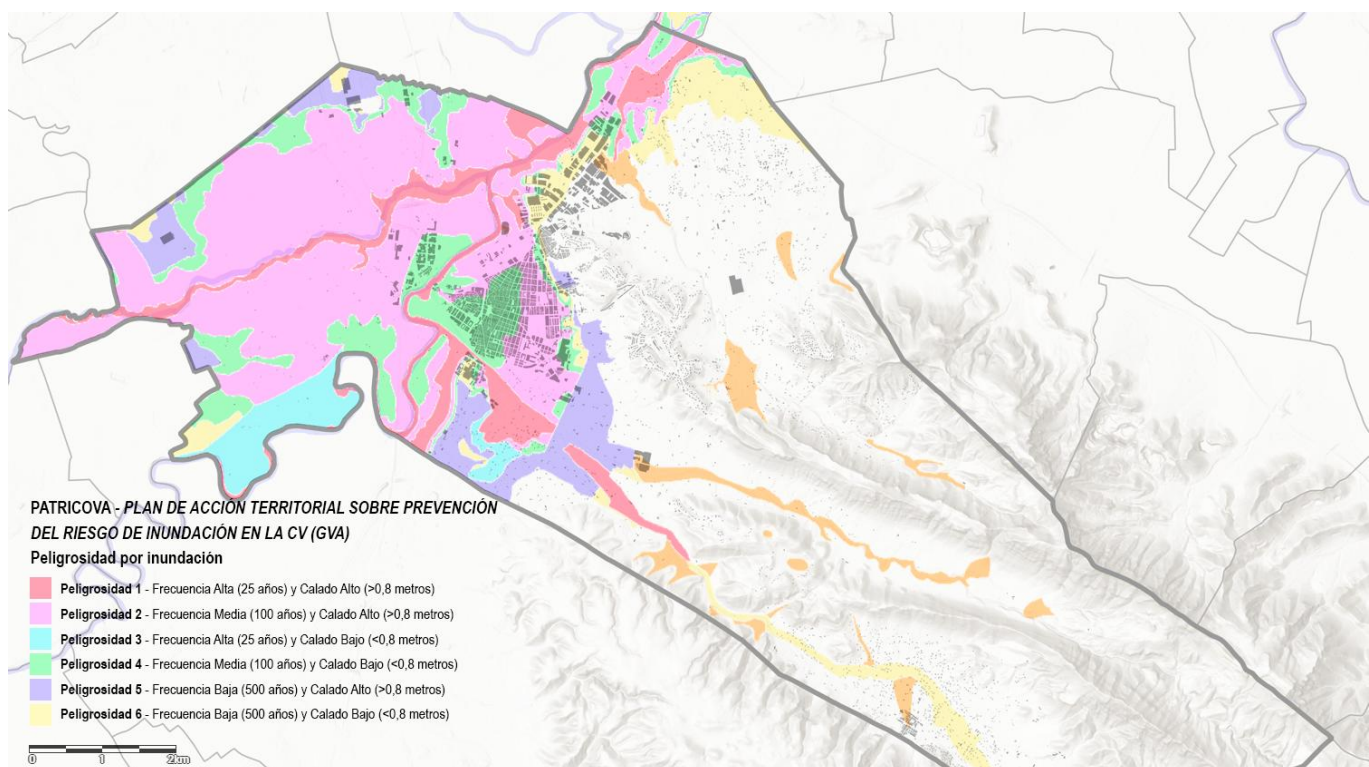 PATRICOVA - PLAN DE ACCIÓN TERRITORIAL SOBRE PREVENCIÓN
DEL RIESGO DE INUNDACIÓN EN LA CV (GVA)
Peligrosidad por inundación
Peligrosidad 1 - Frecuencia Alta (25 años) y Calado Alto (>0,8 metros)
Peligrosidad 2 - Frecuencia Media (100 años) y Calado Alto (>0,8 metros)
Peligrosidad 3 - Frecuencia Alta (25 años) y Calado Bajo (<0,8 metros)
Peligrosidad 4 - Frecuencia Media (100 años) y Calado Bajo (<0,8 metros)
Peligrosidad 5 - Frecuencia Baja (500 años) y Calado Alto (>0,8 metros)
Peligrosidad 6 - Frecuencia Baja (500 años) y Calado Bajo (<0,8 metros)
0 1 2km